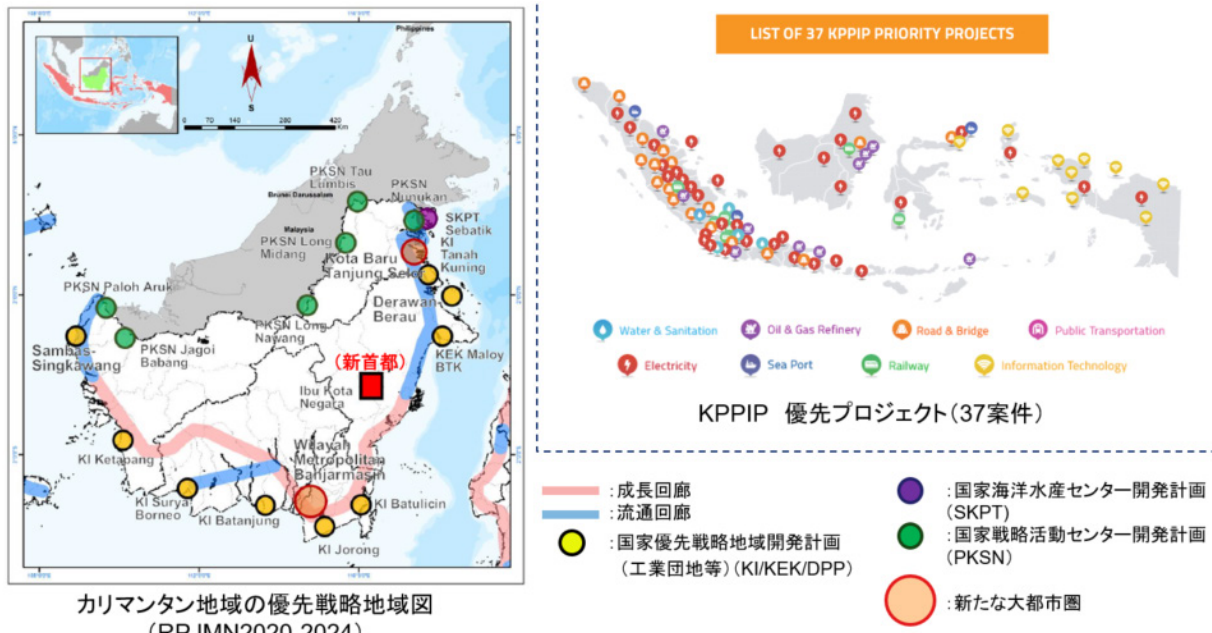 Philippines
U
S
0 70 140 280 420
Km
PKSN Tau
Lumbis
PKSN
Nunukan
Brunei Darussalam
SKPT
Sebatik
Malaysia
KI
Tanah
Kuning
PKSN Long
Midang
Kota Baru
Tanjung Selor
PKSN Paloh Aruk
Derawan-
Berau
PKSN Long
Nawang
Sambas-
Singkawang
PKSN Jagoi
Babang
KEK Maloy
BTK
(新首都)
Ibu Kota
Negara
KI Ketapang
Wilayah
Metropolitan
Banjarmasin
KI Surya
Borneo
KI Batanjung
KI Batulicin
KI Jorong
カリマンタン地域の優先戦略地域図
(RPJMN2020-2024)
LIST OF 37 KPPIP PRIORITY PROJECTS
Water & Sanitation
Oil & Gas Refinery
Road & Bridge
Public Transportation
Electricity
Sea Port
Railway
Information Technology
KPPIP 優先プロジェクト(37案件)
:成長回廊
:流通回廊
:国家優先戦略地域開発計画
(工業団地等)(KI/KEK/DPP)
:国家海洋水産センター開発計画
(SKPT)
:国家戦略活動センター開発計画
(PKSN)
:新たな大都市圏